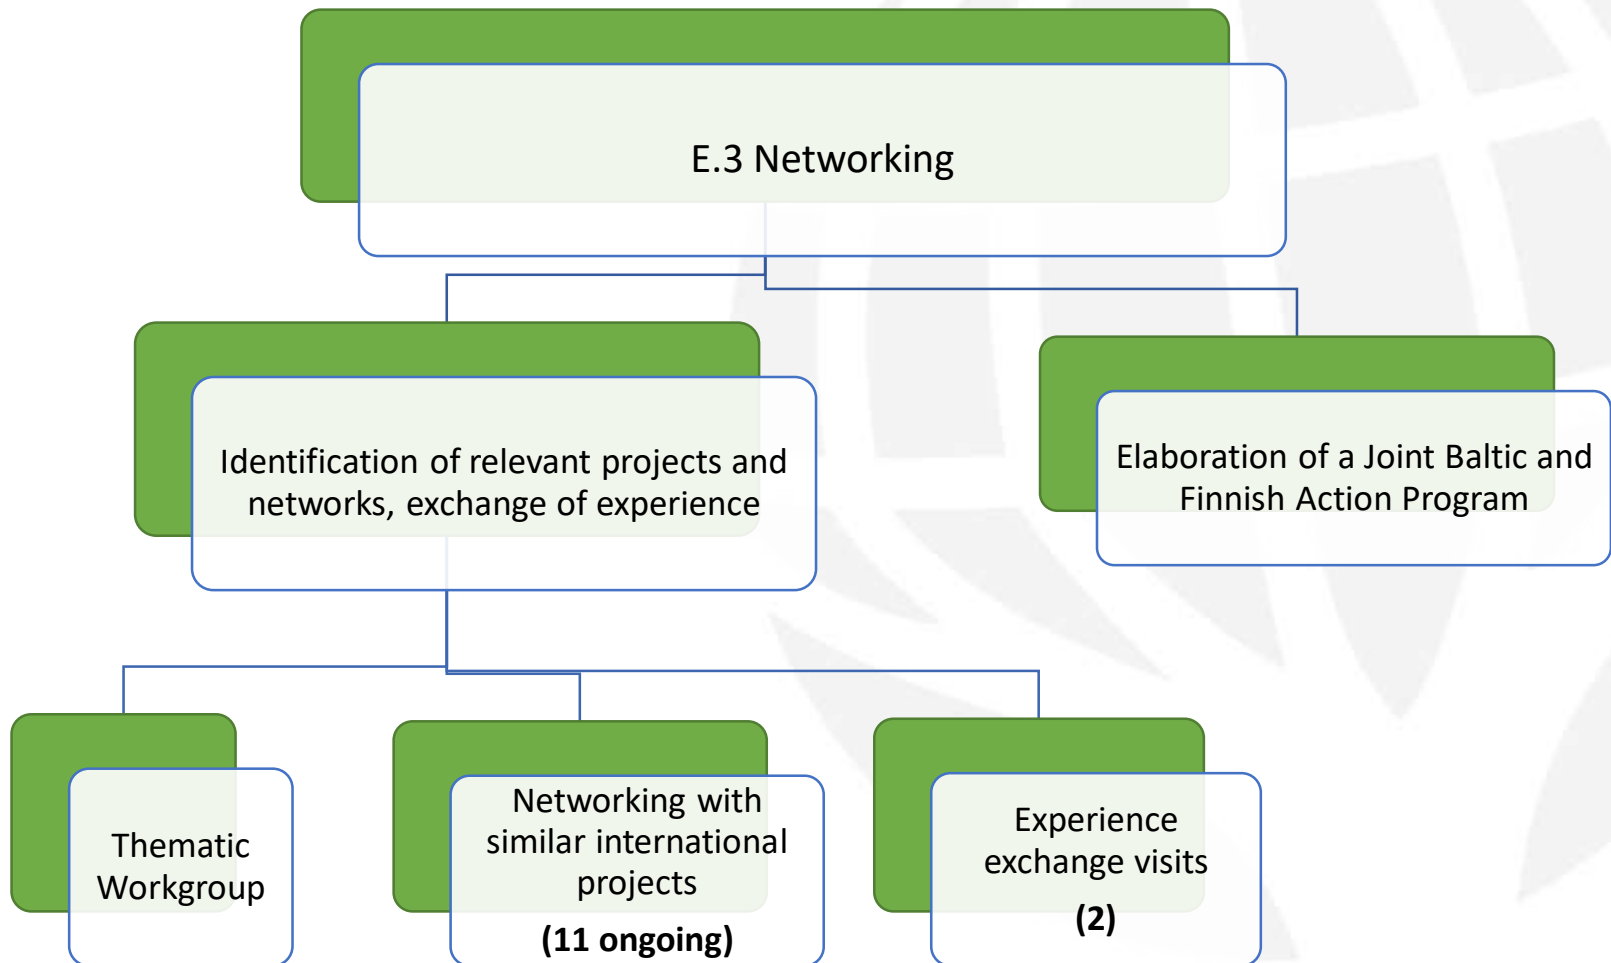 E.3 Networking
Identification of relevant projects and
networks, exchange of experience
Elaboration of a Joint Baltic and
Finnish Action Program
Thematic
Workgroup
Networking with
similar international
projects
(11 ongoing)
Experience
exchange visits
(2)